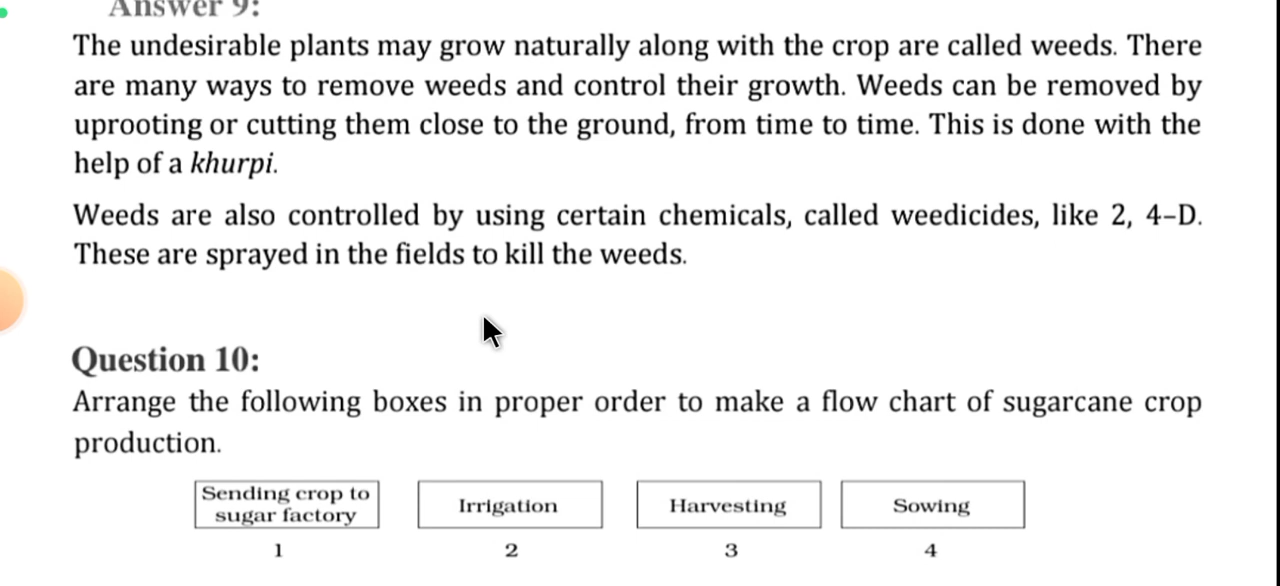 Answer 9:
The undesirable plants may grow naturally along with the crop are called weeds. There
are many ways to remove weeds and control their growth. Weeds can be removed by
uprooting or cutting them close to the ground, from time to time. This is done with the
help of a khurpi.
Weeds are also controlled by using certain chemicals, called weedicides, like 2, 4–D.
These are sprayed in the fields to kill the weeds.
Question 10:
Arrange the following boxes in proper order to make a flow chart of sugarcane crop
production.
Sending crop to
sugar factory
Irrigation
Harvesting
Sowing
1
2
3
4